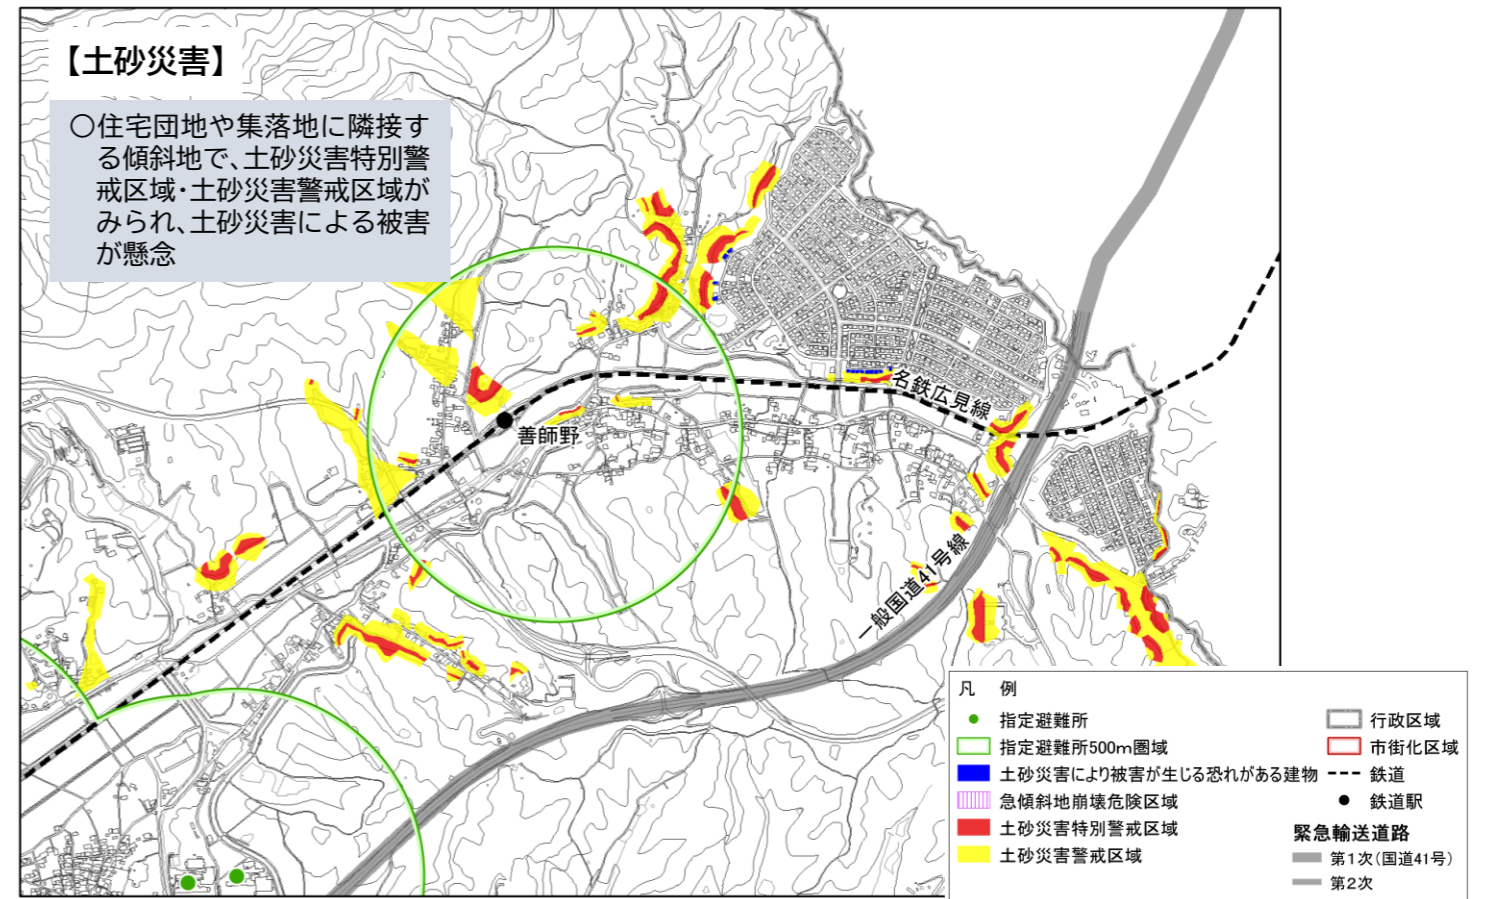 【土砂災害】
〇住宅団地や集落地に隣接す
る傾斜地で、土砂災害特別警
戒区域・土砂災害警戒区域が
みられ、土砂災害による被害
が懸念
名鉄広見線
善師野
一般国道41号線
凡 例
指定避難所
指定避難所500m圏域
土砂災害により被害が生じる恐れがある建物
急傾斜地崩壊危険区域
土砂災害特別警戒区域
土砂災害警戒区域
行政区域
市街化区域
鉄道
鉄道駅
緊急輸送道路
第1次(国道41号)
第2次